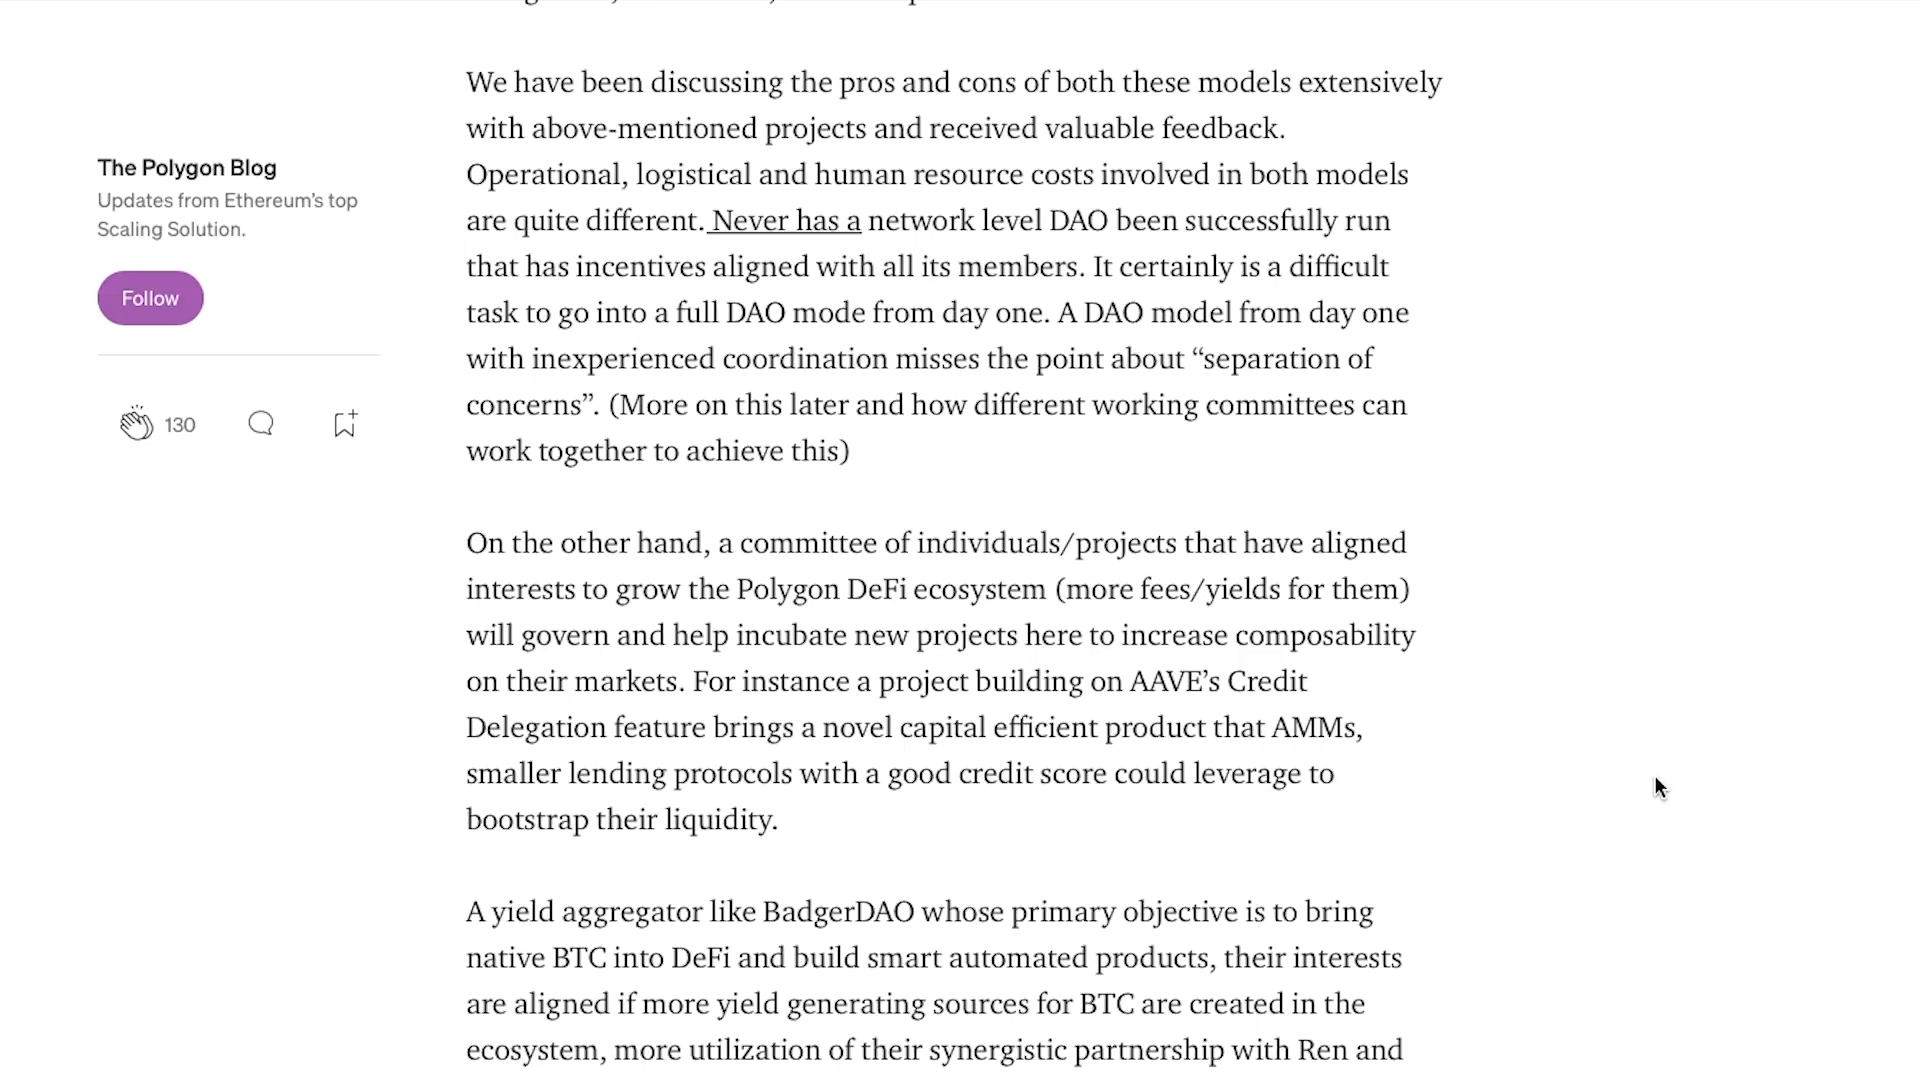 The Polygon Blog
Updates from Ethereum's top
Scaling Solution.
Follow
130
We have been discussing the pros and cons of both these models extensively
with above-mentioned projects and received valuable feedback.
Operational, logistical and human resource costs involved in both models
are quite different. Never has a network level DAO been successfully run
that has incentives aligned with all its members. It certainly is a difficult
task to go into a full DAO mode from day one. A DAO model from day one
with inexperienced coordination misses the point about “separation of
concerns”. (More on this later and how different working committees can
work together to achieve this)
On the other hand, a committee of individuals/projects that have aligned
interests to grow the Polygon DeFi ecosystem (more fees/yields for them)
will govern and help incubate new projects here to increase composability
on their markets. For instance a project building on AAVE’s Credit
Delegation feature brings a novel capital efficient product that AMMs,
smaller lending protocols with a good credit score could leverage to
bootstrap their liquidity.
A yield aggregator like BadgerDAO whose primary objective is to bring
native BTC into DeFi and build smart automated products, their interests
are aligned if more yield generating sources for BTC are created in the
ecosystem, more utilization of their synergistic partnership with Ren and